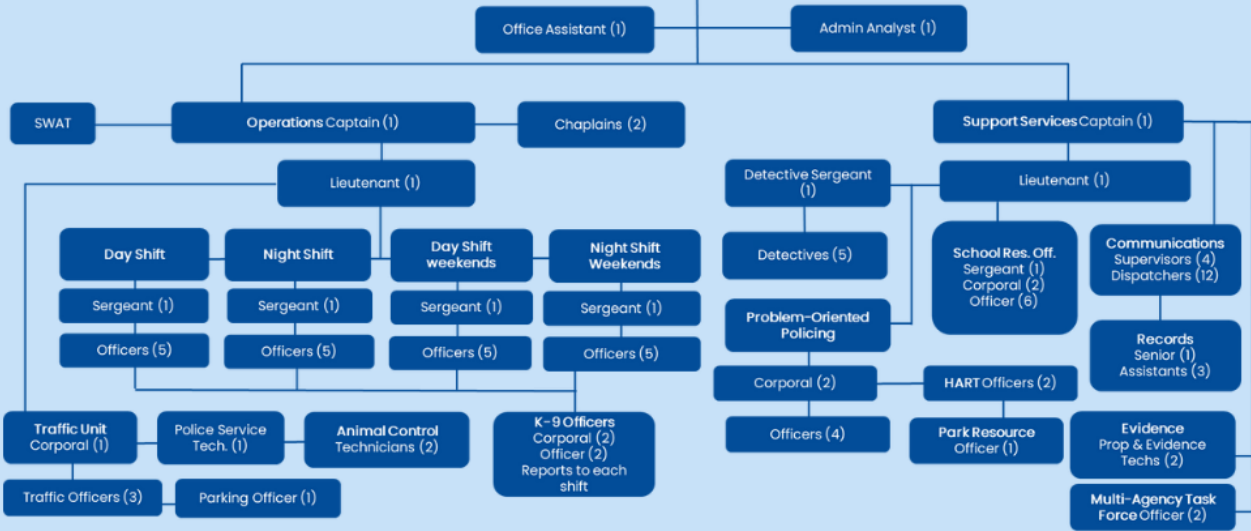 Office Assistant (1)
Admin Analyst (1)
SWAT
Operations Captain (1)
Chaplains (2)
Support Services Captain (1)
Lieutenant (1)
Detective Sergeant
(1)
Lieutenant (1)
Day Shift
Night Shift
Day Shift
weekends
Night Shift
Weekends
Detectives (5)
School Res. Off.
Sergeant (1)
Corporal (2)
Officer (6)
Communications
Supervisors (4)
Dispatchers (12)
Sergeant (1)
Sergeant (1)
Sergeant (1)
Sergeant (1)
Problem-Oriented
Policing
Officers (5)
Officers (5)
Officers (5)
Officers (5)
Records
Senior (1)
Assistants (3)
Corporal (2)
HART Officers (2)
Traffic Unit
Corporal (1)
Police Service
Tech. (1)
Animal Control
Technicians (2)
K-9 Officers
Corporal (2)
Officer (2)
Reports to each
shift
Officers (4)
Park Resource
Officer (1)
Evidence
Prop & Evidence
Techs (2)
Traffic Officers (3)
Parking Officer (1)
Multi-Agency Task
Force Officer (2)